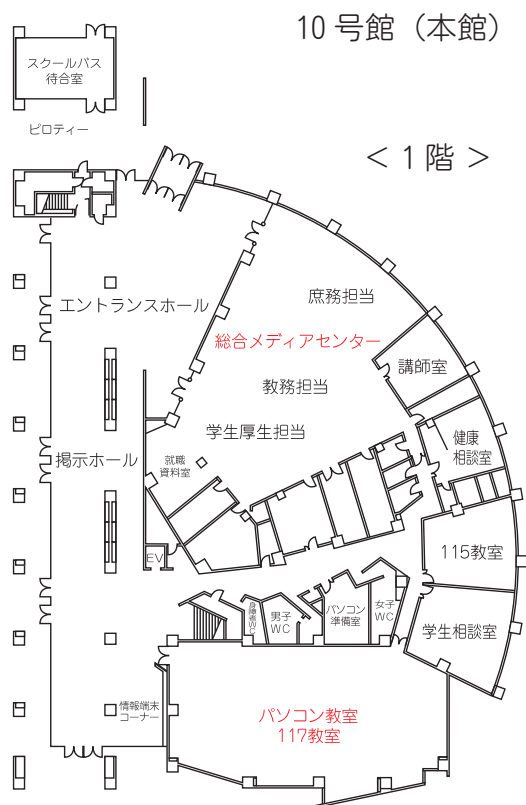 10 号館（本館）
スクールバス
待合室
ピロティー
＜ 1 階 ＞
エントランスホール
庶務担当
総合メディアセンター
講師室
教務担当
学生厚生担当
掲示ホール
就職
資料室
健康
相談室
EV
115教室
身障者WC
男子
WC
パソコン
準備室
女子
WC
学生相談室
情報端末
コーナー
パソコン教室
117教室